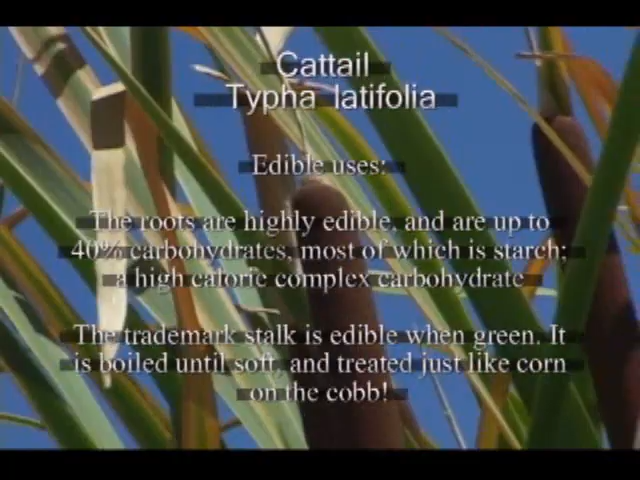 Cattail
Typha latifolia
Edible uses:
The roots are highly edible, and are up to
40% carbohydrates, most of which is starch;
a high caloric complex carbohydrate
The trademark stalk is edible when green. It
is boiled until soft, and treated just like corn
on the cobb!